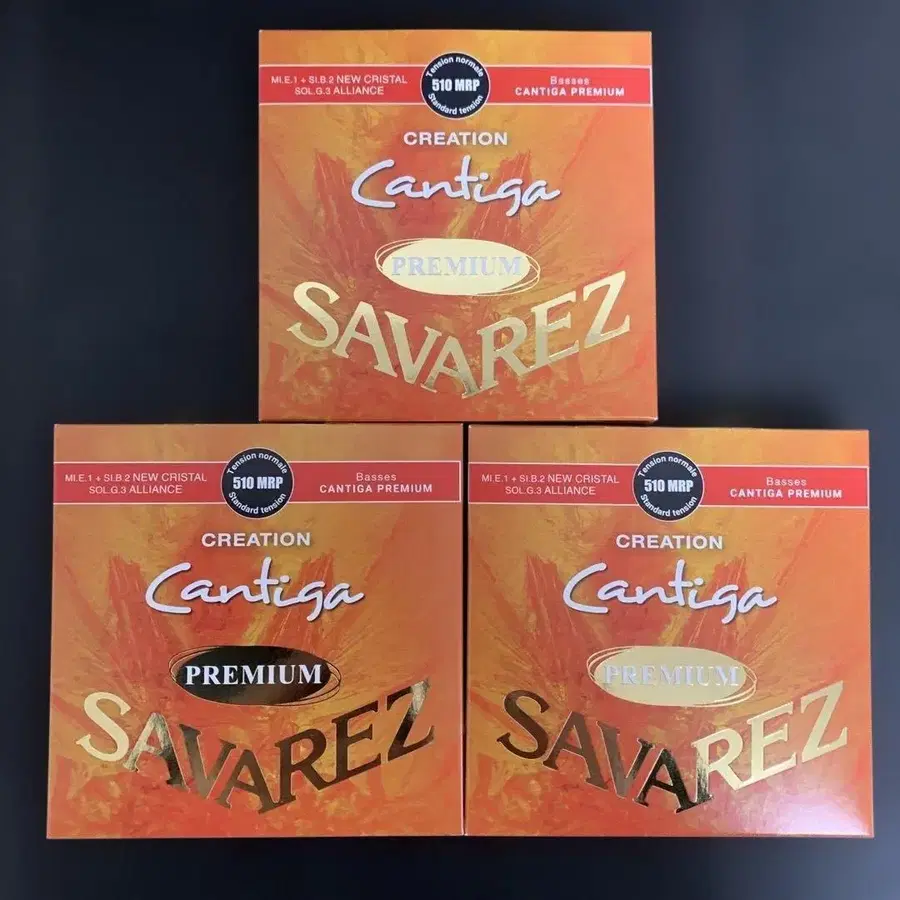 MI.E.1 + SI.B.2 NEW CRISTAL
SOL.G.3 ALLIANCE
Tension normale
510 MRP
Standard tension
Basses
CANTIGA PREMIUM
CREATION
Cantiga
PREMIUM
SAVAREZ
MI.E.1 + SI.B.2 NEW CRISTAL
SOL.G.3 ALLIANCE
Tension normale
510 MRP
Standard tension
Basses
CANTIGA PREMIUM
CREATION
Cantiga
PREMIUM
SAVAREZ
MI.E.1 + SI.B.2 NEW CRISTAL
SOL.G.3 ALLIANCE
Tension normale
510 MRP
Standard tension
Basses
CANTIGA PREMIUM
CREATION
Cantiga
PREMIUM
SAVAREZ